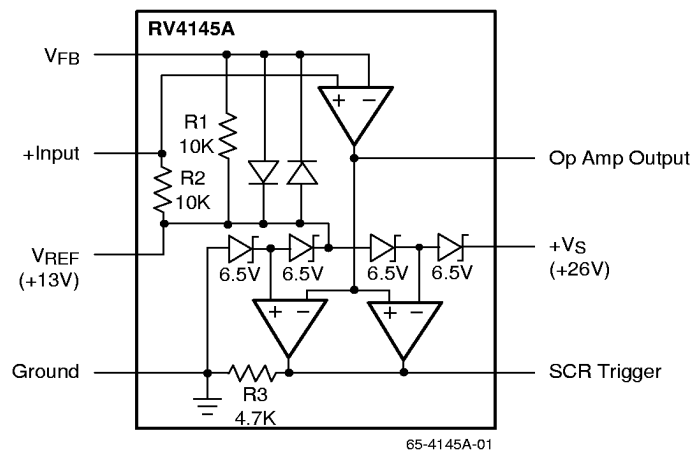 RV4145A
VFB
+ −
R1
10K
+Input
Op Amp Output
R2
10K
VREF
(+13V)
6.5V 6.5V 6.5V 6.5V
+VS
(+26V)
+ − + −
Ground
SCR Trigger
R3
4.7K
65-4145A-01